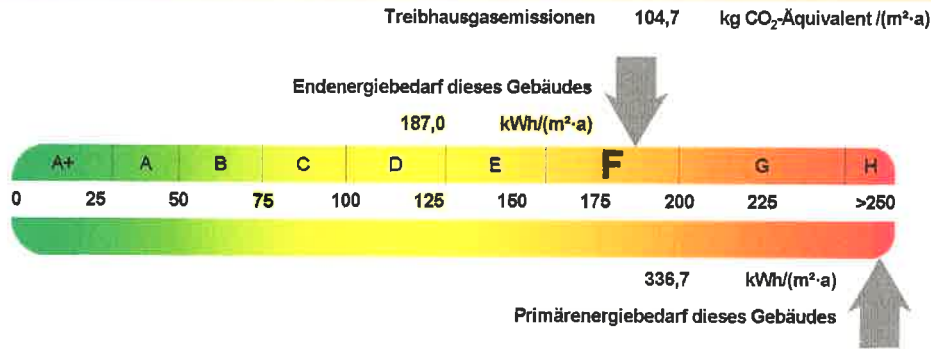 Treibhausgasemissionen 104,7 kg CO₂-Äquivalent /(m²·a)
Endenergiebedarf dieses Gebäudes
187,0 kWh/(m²·a)
A+ A B C D E F G H
0 25 50 75 100 125 150 175 200 225 >250
336,7 kWh/(m²·a)
Primärenergiebedarf dieses Gebäudes